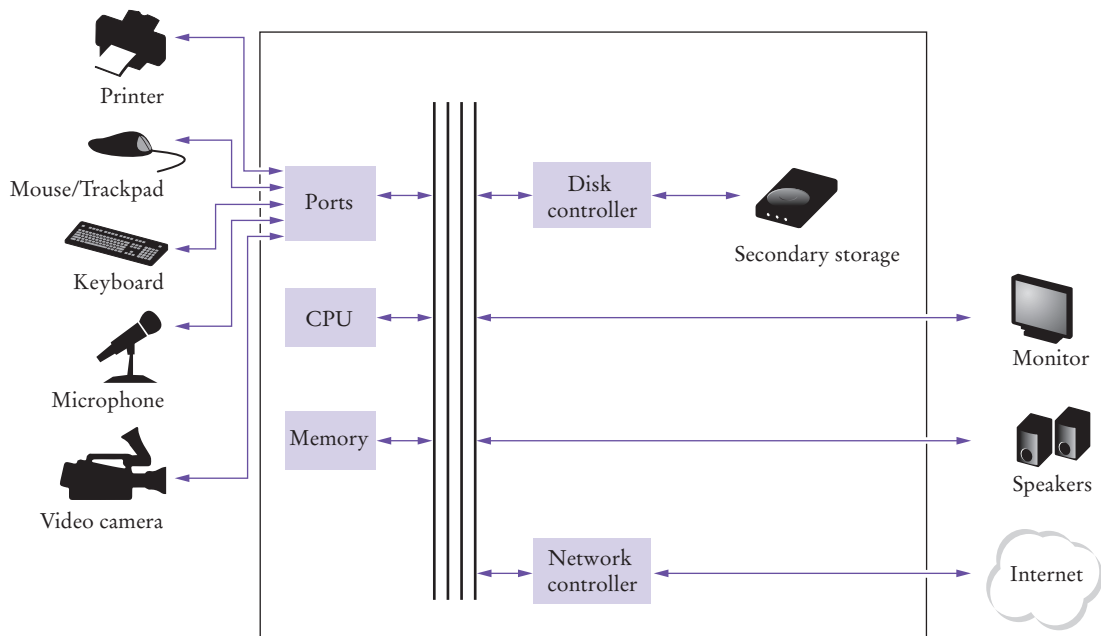 Printer
Mouse/Trackpad
Keyboard
Microphone
Video camera
Ports
CPU
Memory
Disk
controller
Secondary storage
Network
controller
Monitor
Speakers
Internet